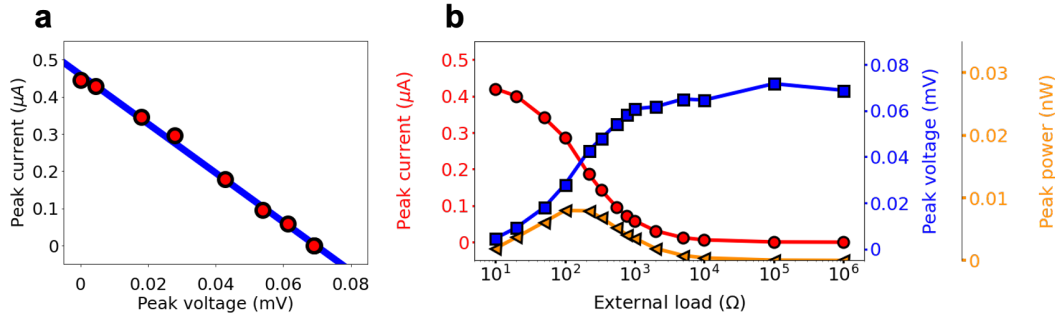 a
0.5
0.4
0.3
0.2
0.1
0
Peak current (μA)
0 0.02 0.04 0.06 0.08
Peak voltage (mV)
b
0.5
0.4
0.3
0.2
0.1
0
Peak current (μA)
10¹ 10² 10³ 10⁴ 10⁵ 10⁶
External load (Ω)
0.08
0.06
0.04
0.02
0
Peak voltage (mV)
0.03
0.02
0.01
0
Peak power (nW)